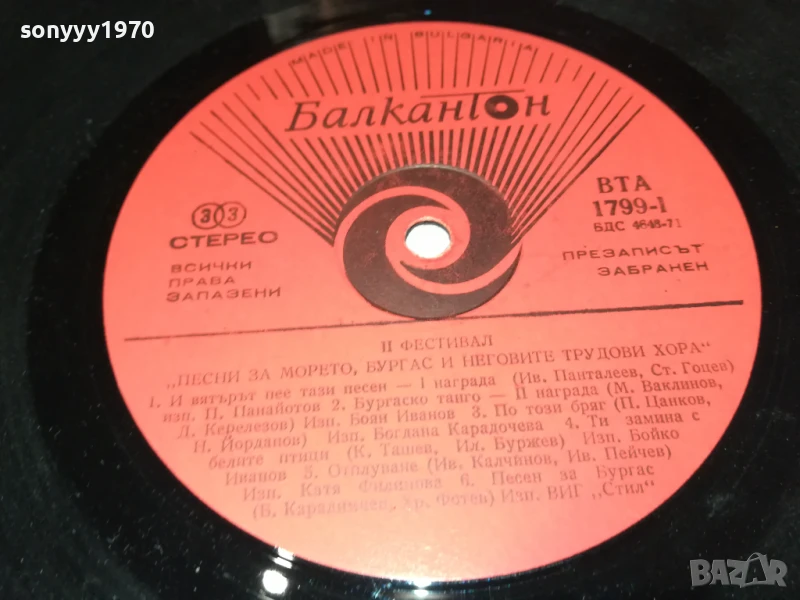 sonyyy1970
MADE IN BULGARIA
Балкантон
33
СТЕРЕО
ВСИЧКИ
ПРАВА
ЗАПАЗЕНИ
ВТА
1799-1
БДС 4643-71
ПРЕЗАПИСЪТ
ЗАБРАНЕН
II ФЕСТИВАЛ
„ПЕСНИ ЗА МОРЕТО, БУРГАС И НЕГОВИТЕ ТРУДОВИ ХОРА“
1. И вятърът пее тази песен — I награда (Ив. Панталеев, Ст. Гоцев)
изп. П. Панайотов 2. Бургаско танго — II награда (М. Ваклинов,
Д. Керелезов) Изп. Боян Иванов 3. По този бряг (П. Цанков,
Н. Йорданов) Изп. Богдана Карадочева 4. Ти замина с
белите птици (К. Ташев, Ил. Буржев) Изп. Бойко
Иванов 5. Отплуване (Ив. Калчинов, Ив. Пейчев)
Изп. Катя Филипова 6. Песен за Бургас
(Б. Карадимчев, Хр. Фотев) Изп. ВИГ „Стил“
BAZAR